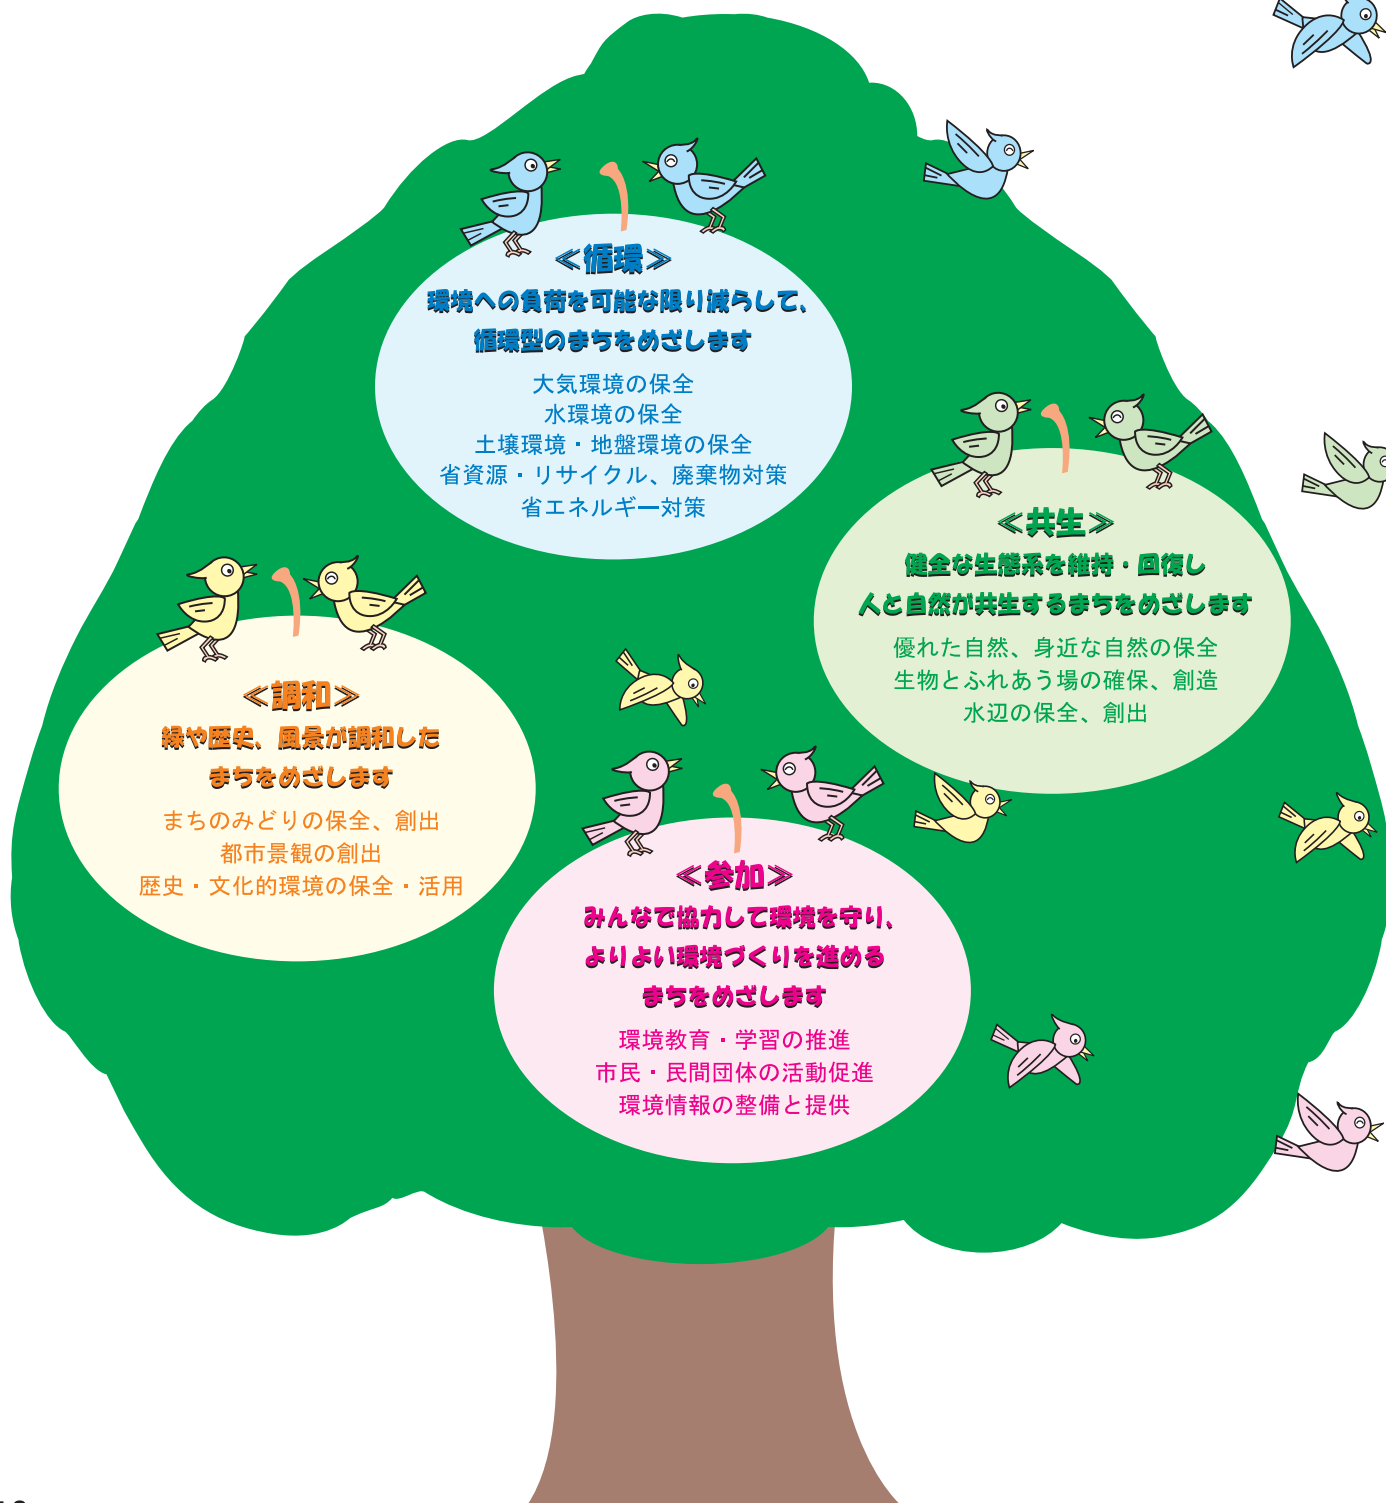 ≪循環≫
環境への負荷を可能な限り減らして、
循環型のまちをめざします
大気環境の保全
水環境の保全
土壌環境・地盤環境の保全
省資源・リサイクル、廃棄物対策
省エネルギー対策
≪共生≫
健全な生態系を維持・回復し
人と自然が共生するまちをめざします
優れた自然、身近な自然の保全
生物とふれあう場の確保、創造
水辺の保全、創出
≪調和≫
緑や歴史、風景が調和した
まちをめざします
まちのみどりの保全、創出
都市景観の創出
歴史・文化的環境の保全・活用
≪参加≫
みんなで協力して環境を守り、
よりよい環境づくりを進める
まちをめざします
環境教育・学習の推進
市民・民間団体の活動促進
環境情報の整備と提供